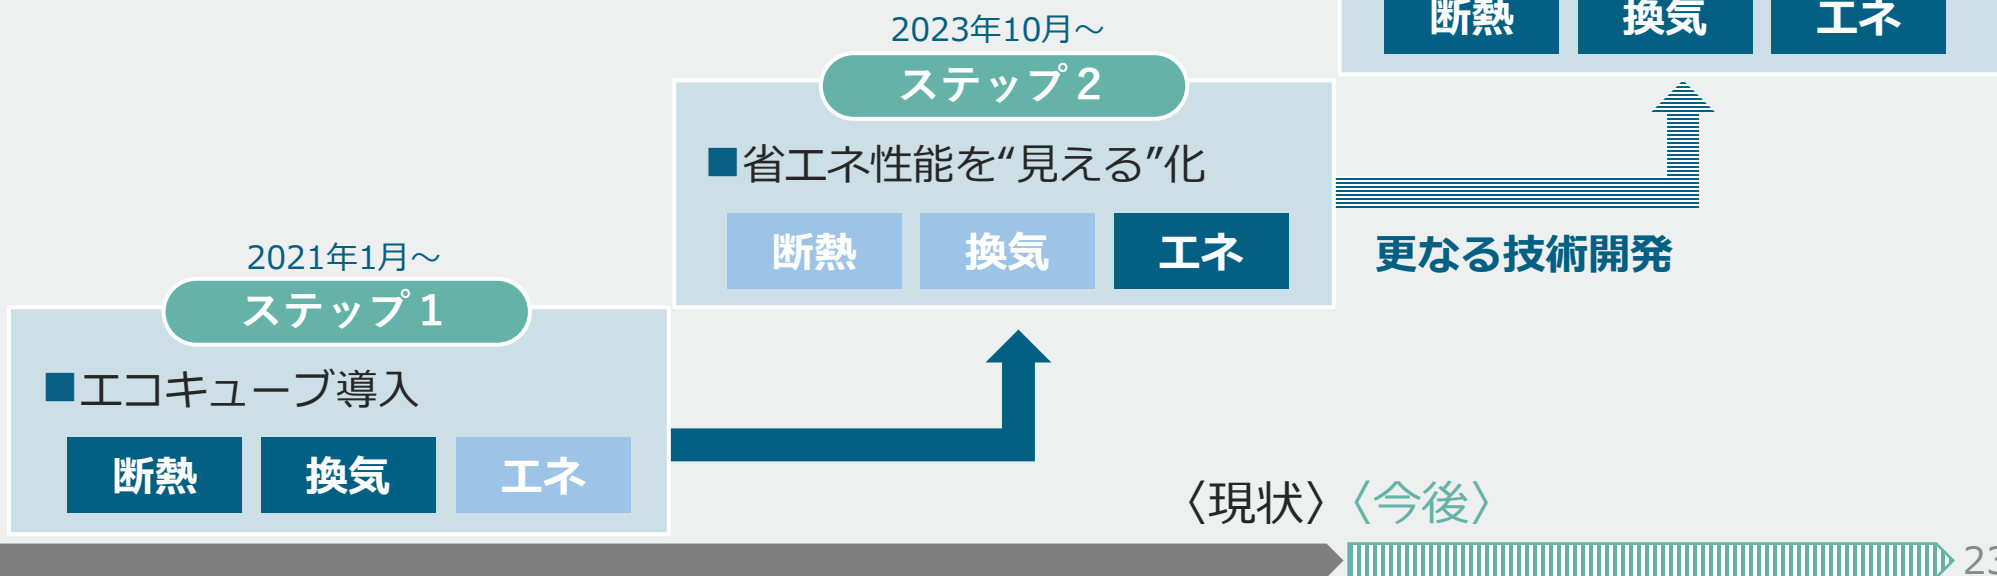 断熱 換気 エネ
2023年10月～
ステップ2
■省エネ性能を“見える”化
断熱 換気 エネ
更なる技術開発
2021年1月～
ステップ1
■エコキューブ導入
断熱 換気 エネ
〈現状〉〈今後〉
23